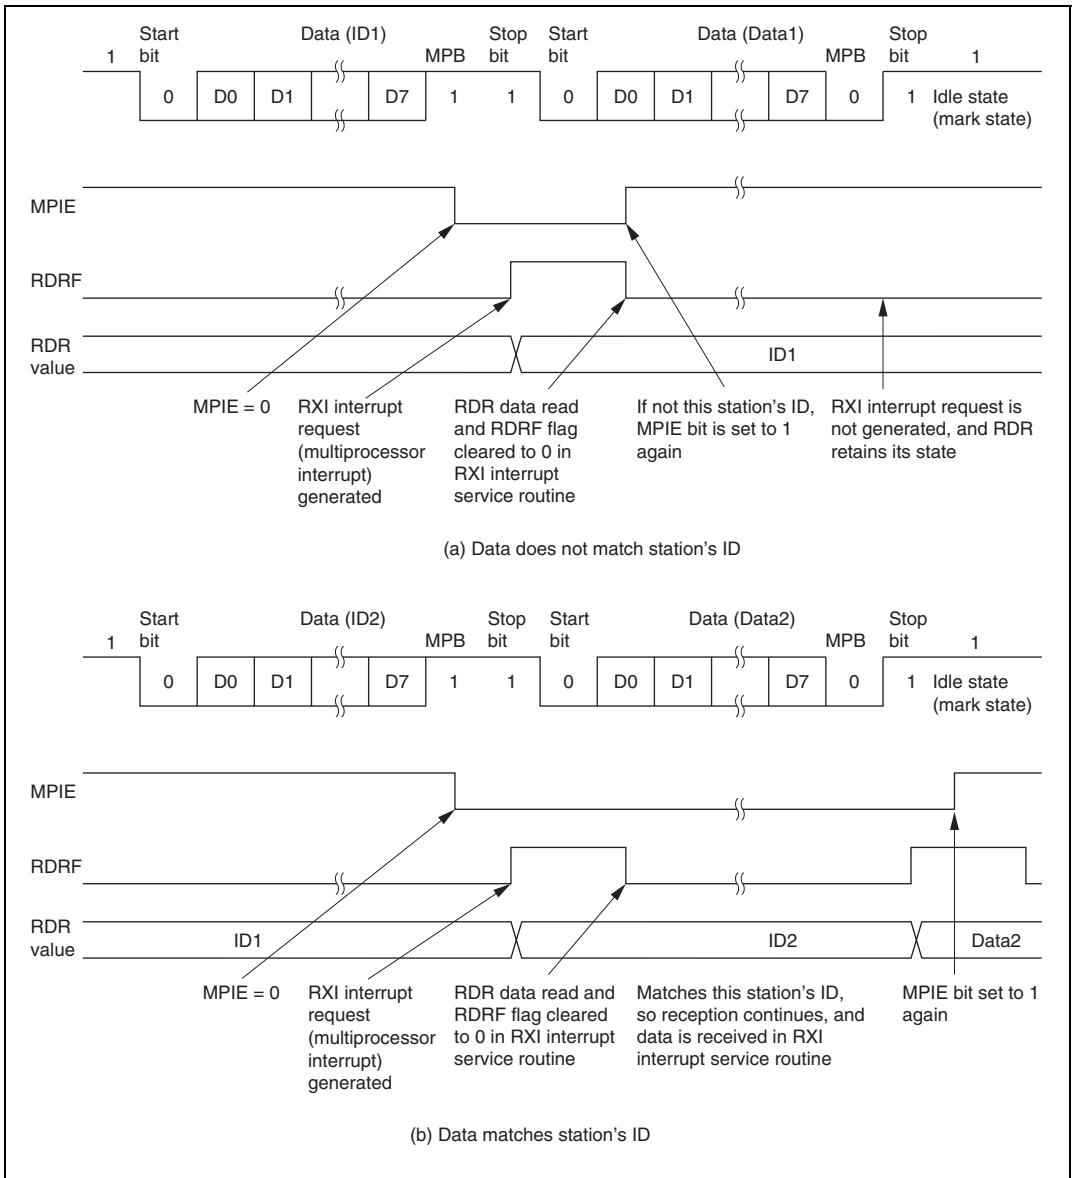 Start bit
Data (ID1)
MPB
Stop bit
Start bit
Data (Data1)
MPB
Stop bit
1
1
0
D0
D1
D7
1
1
0
D0
D1
D7
0
1
Idle state
(mark state)
MPIE
RDRF
RDR
value
ID1
MPIE = 0
RXI interrupt
request
(multiprocessor
interrupt)
generated
RDR data read
and RDRF flag
cleared to 0 in
RXI interrupt
service routine
If not this station's ID,
MPIE bit is set to 1
again
RXI interrupt request is
not generated, and RDR
retains its state
(a) Data does not match station's ID
Start bit
Data (ID2)
MPB
Stop bit
Start bit
Data (Data2)
MPB
Stop bit
1
1
0
D0
D1
D7
1
1
0
D0
D1
D7
0
1
Idle state
(mark state)
MPIE
RDRF
RDR
value
ID1
ID2
Data2
MPIE = 0
RXI interrupt
request
(multiprocessor
interrupt)
generated
RDR data read and
RDRF flag cleared
to 0 in RXI interrupt
service routine
Matches this station's ID,
so reception continues, and
data is received in RXI
interrupt service routine
MPIE bit set to 1
again
(b) Data matches station's ID